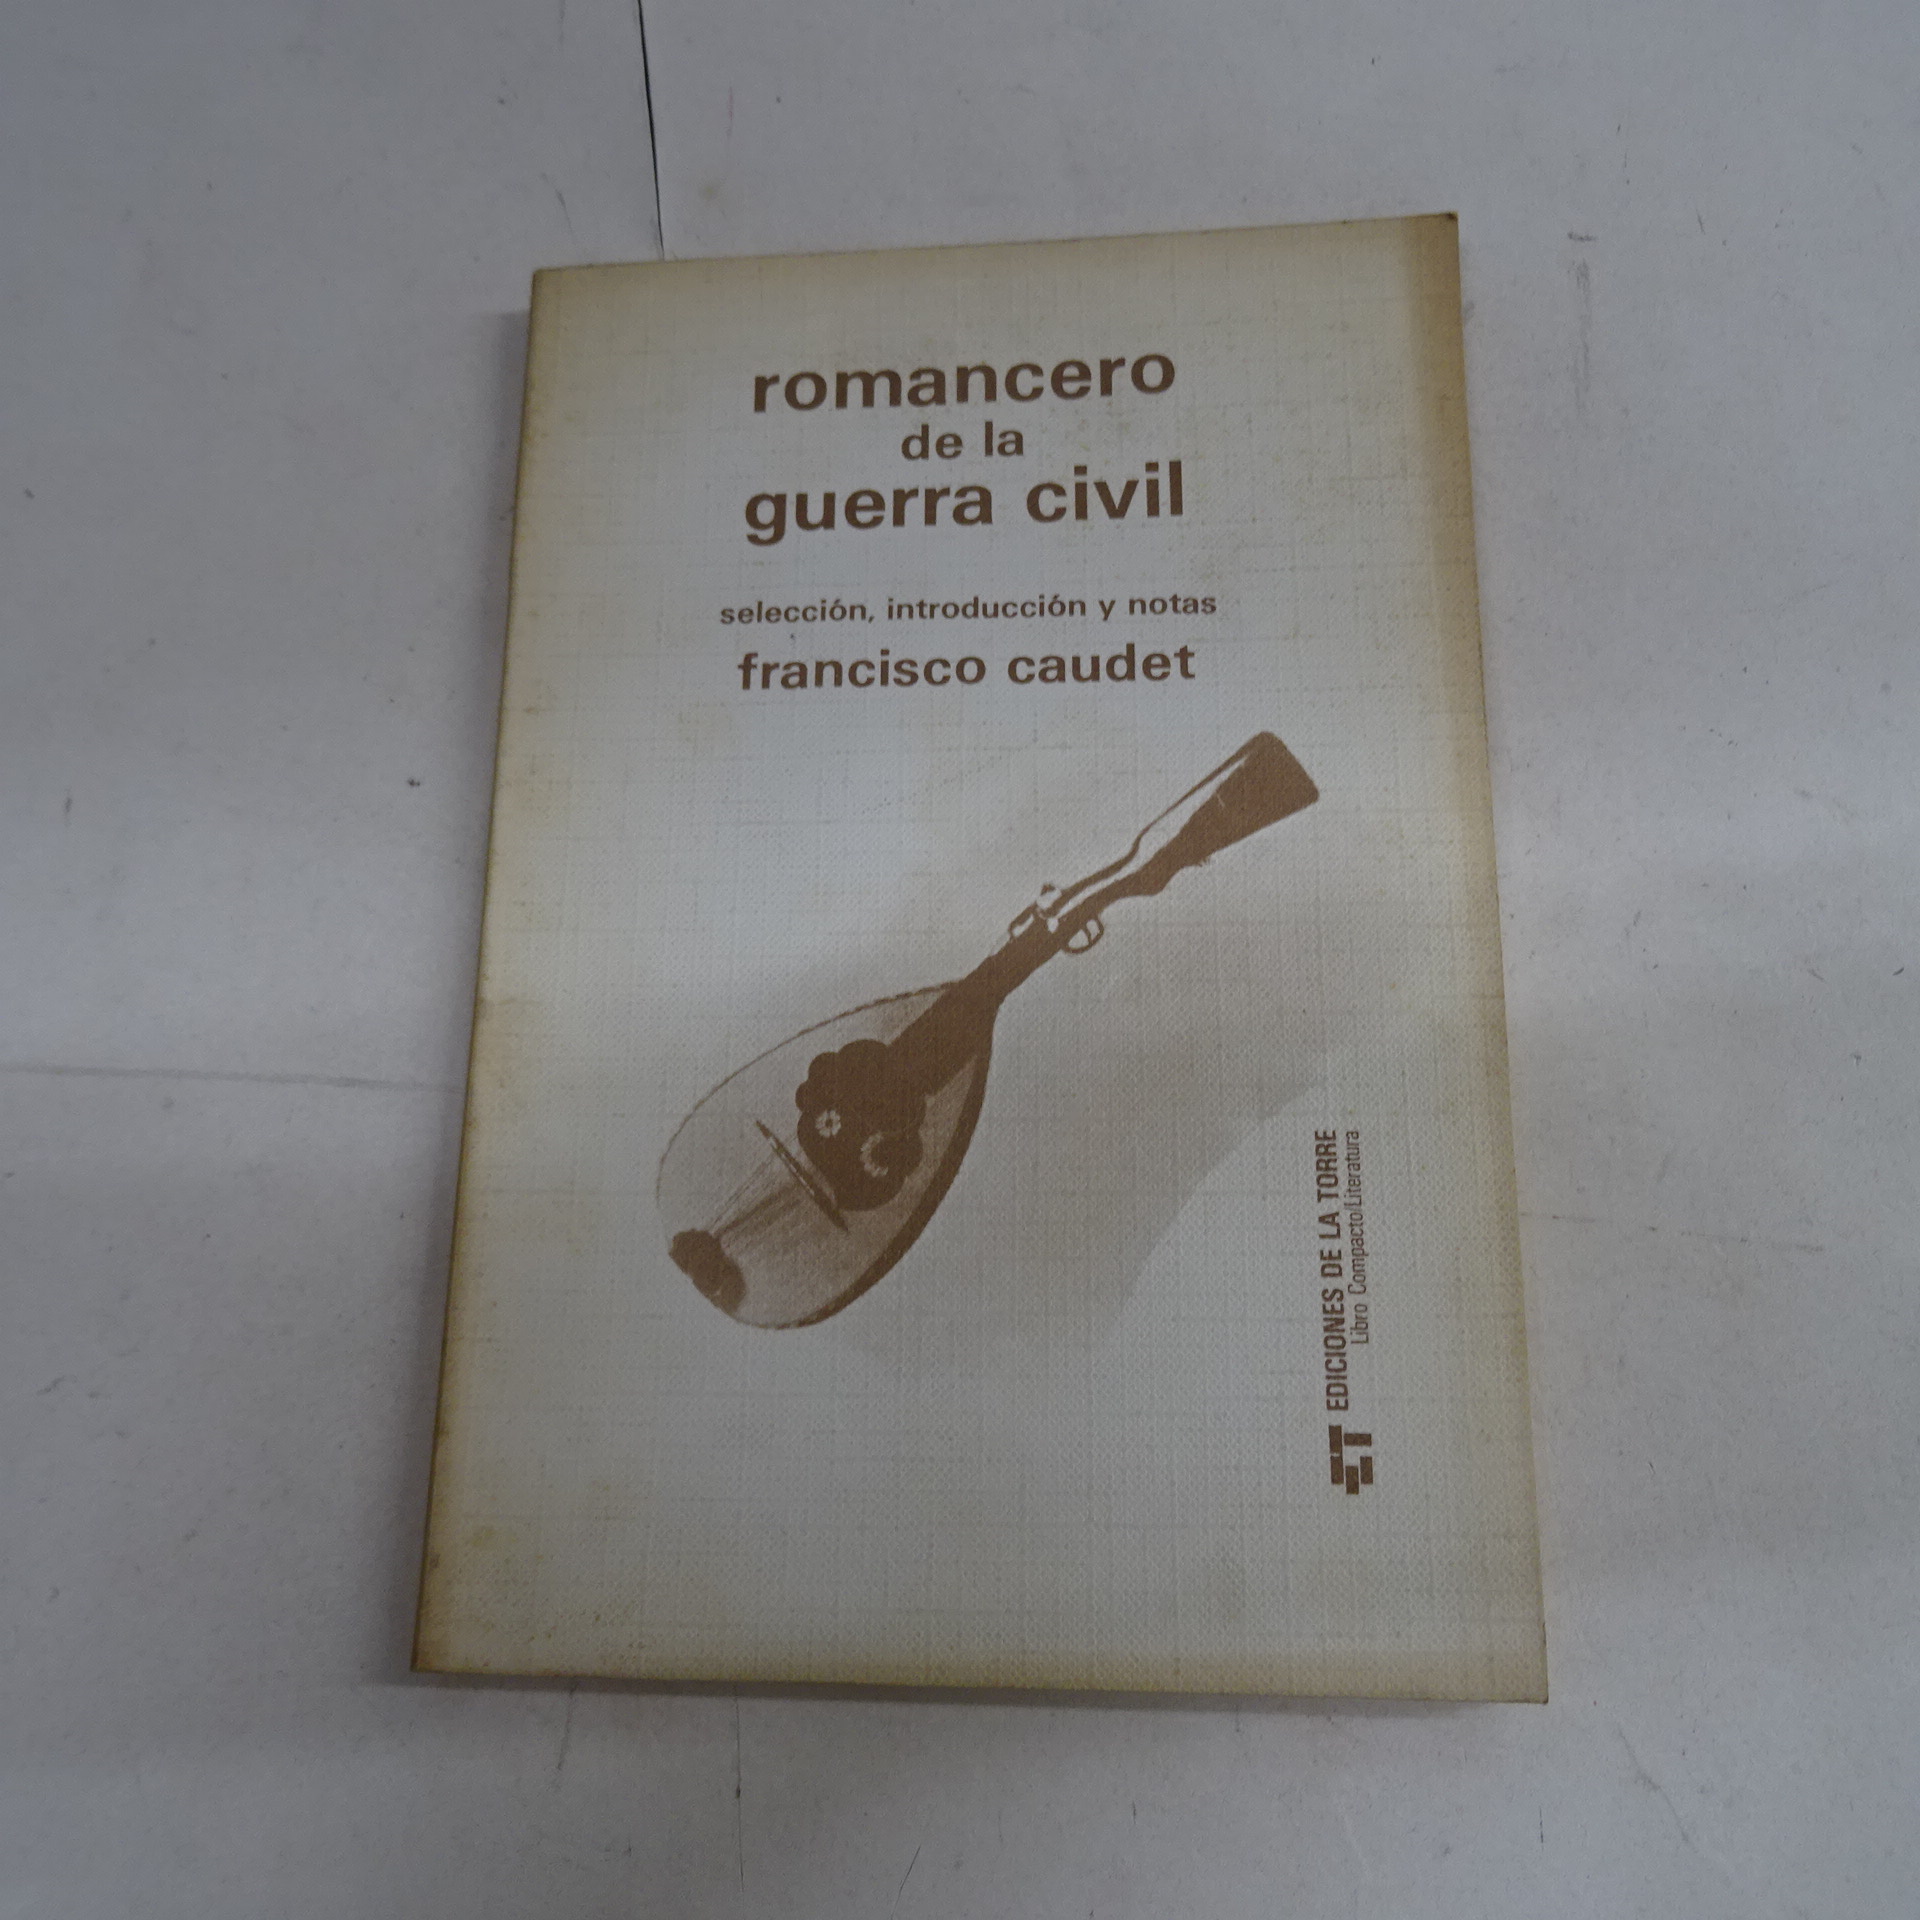 romancero
de la
guerra civil
selección, introducción y notas
francisco caudet
EDICIONES DE LA TORRE
Libro Compacto/Literatura